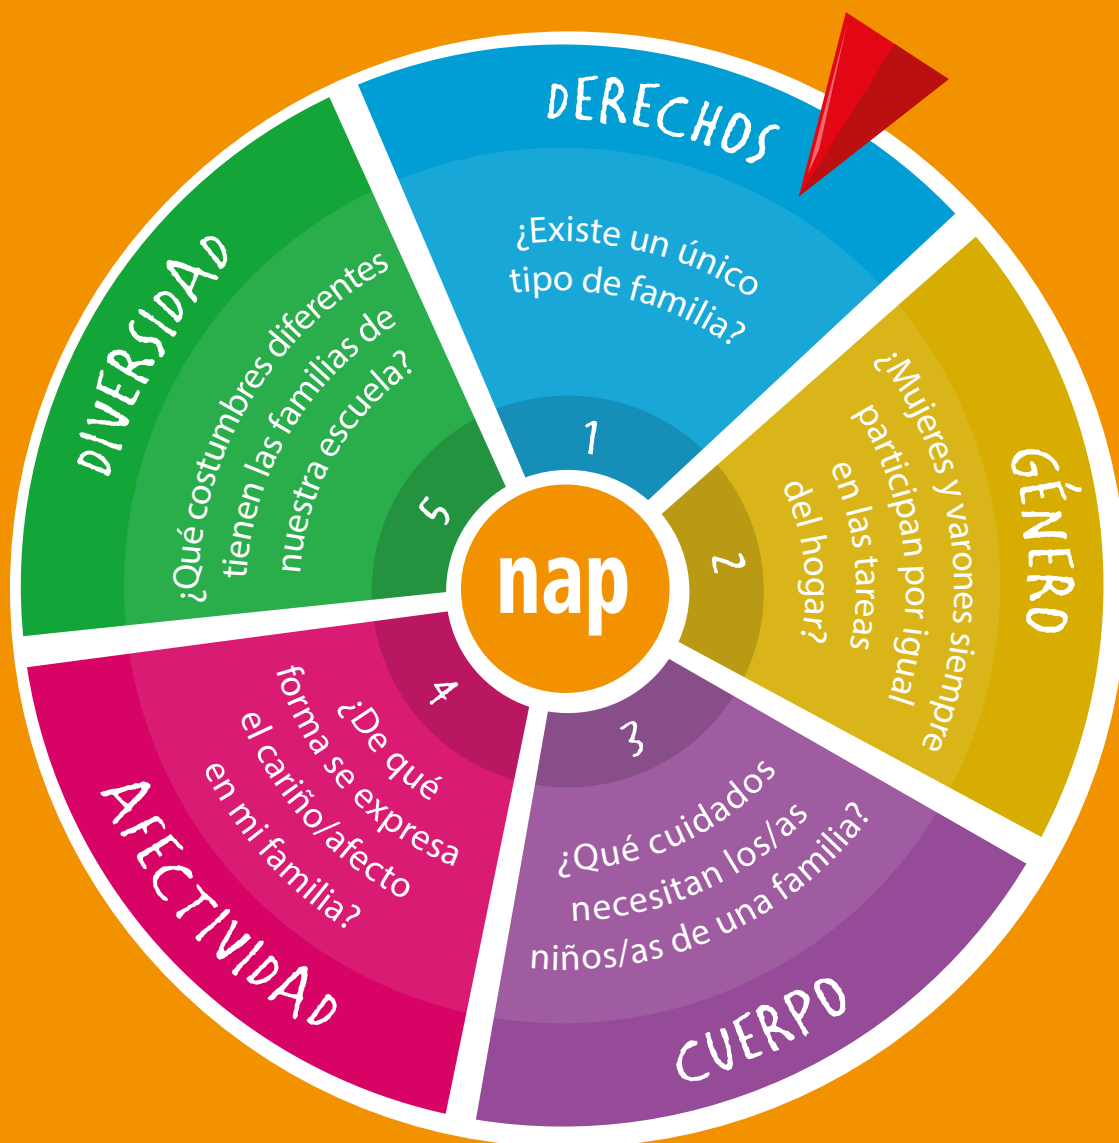 DERECHOS
¿Existe un único
tipo de familia?
1
GÉNERO
¿Mujeres y varones siempre
participan por igual
en las tareas
del hogar?
2
CUERPO
¿Qué cuidados
necesitan los/as
niños/as de una familia?
3
AFECTIVIDAD
¿De qué
forma se expresa
el cariño/afecto
en mi familia?
4
DIVERSIDAD
¿Qué costumbres diferentes
tienen las familias de
nuestra escuela?
5
nap